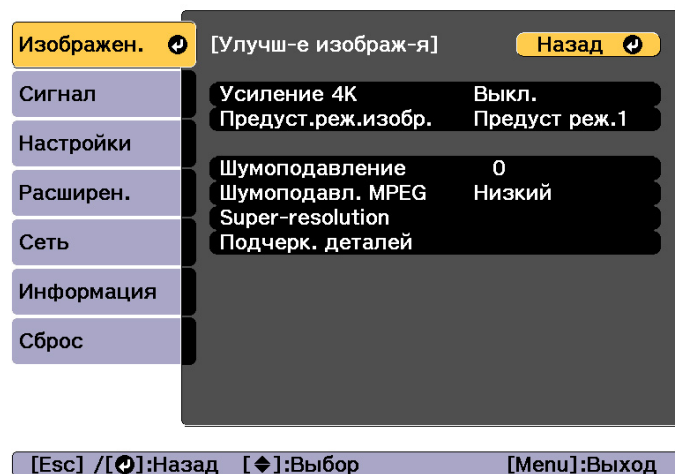 Изображен.
[Улучш-е изображ-я] Назад
Сигнал
Усиление 4K Выкл.
Предуст.реж.изобр. Предуст реж.1
Настройки
Шумоподавление 0
Расширен.
Шумоподавл. MPEG Низкий
Super-resolution
Сеть
Подчерк. деталей
Информация
Сброс
[Esc] /[ ]:Назад [ ]:Выбор [Menu]:Выход